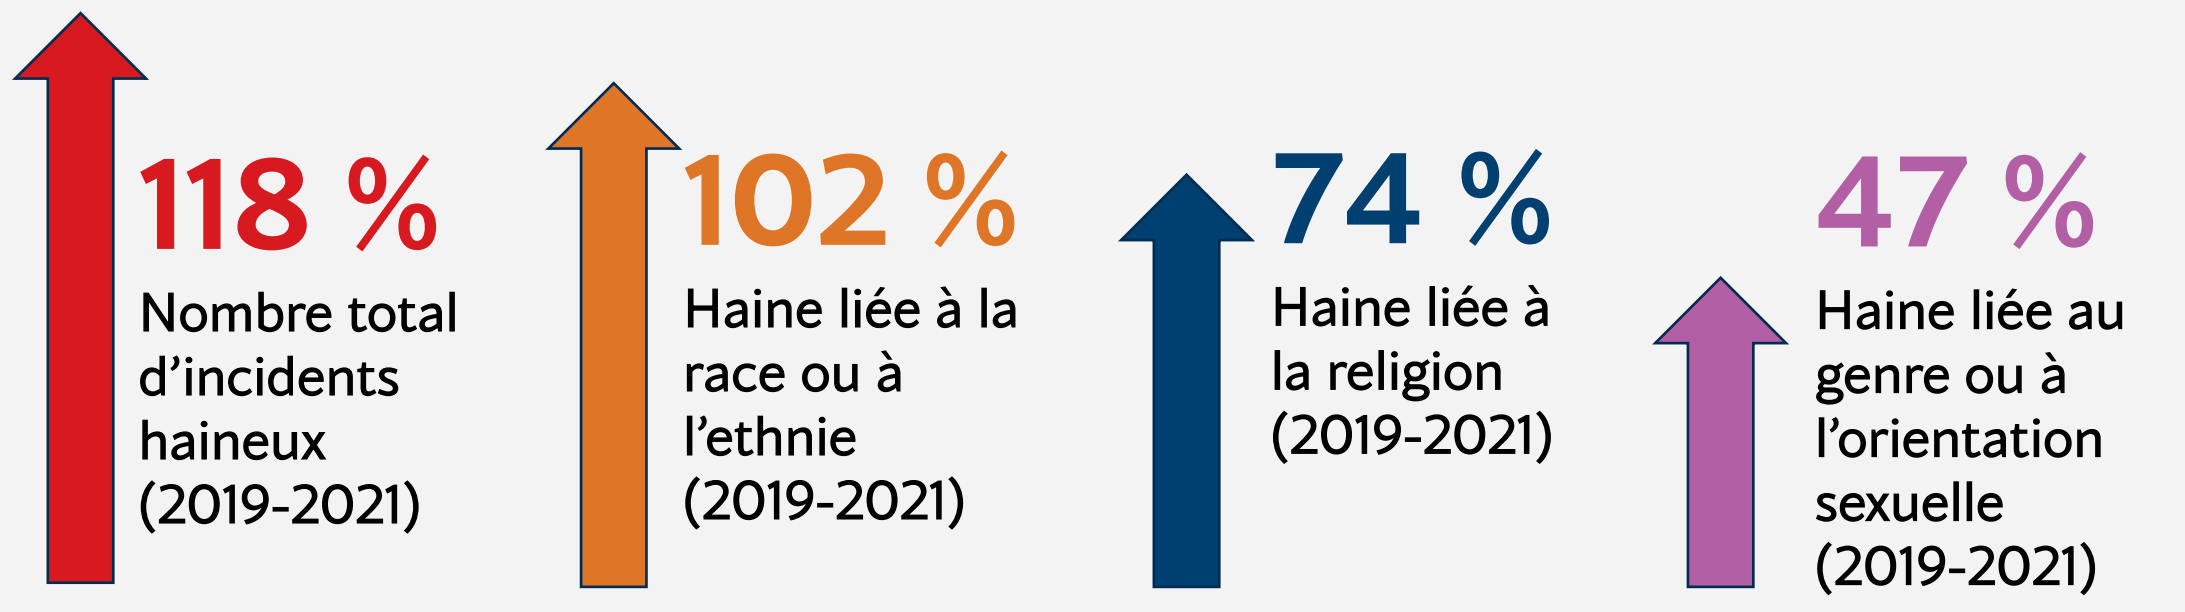 118 %
Nombre total
d’incidents
haineux
(2019-2021)
102 %
Haine liée à la
race ou à
l’ethnie
(2019-2021)
74 %
Haine liée à
la religion
(2019-2021)
47 %
Haine liée au
genre ou à
l’orientation
sexuelle
(2019-2021)